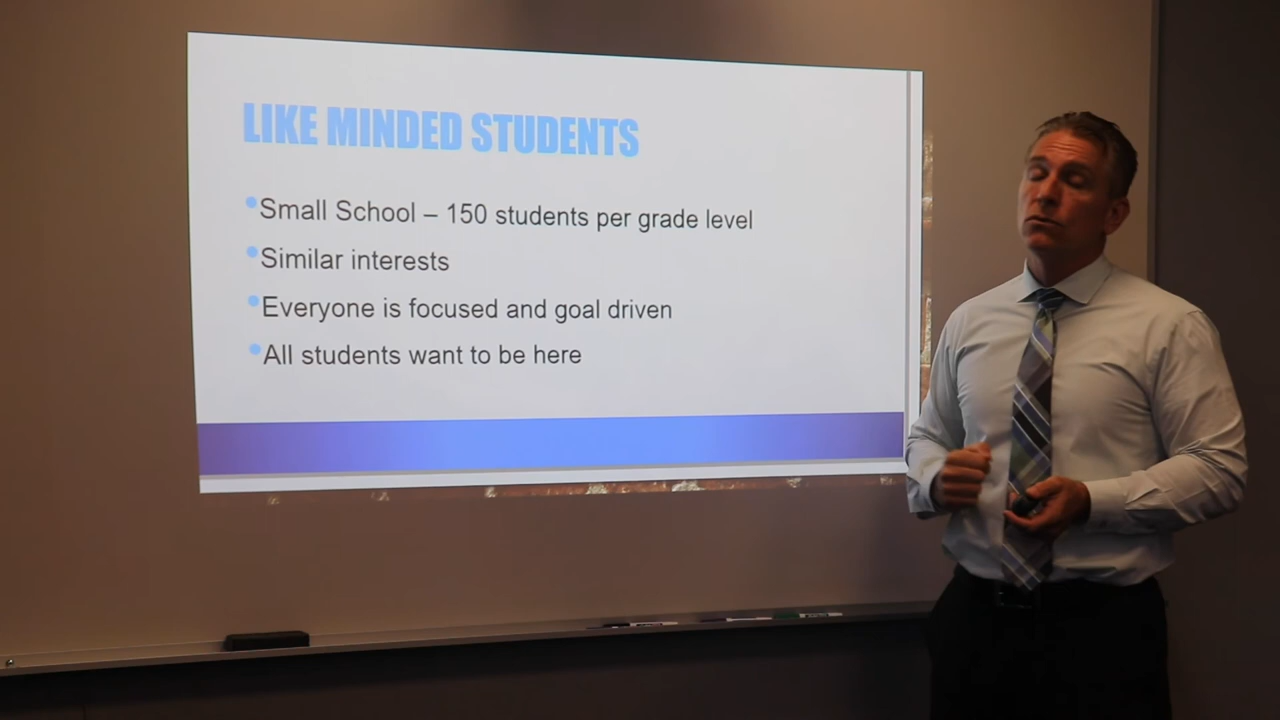 LIKE MINDED STUDENTS
•Small School – 150 students per grade level
•Similar interests
•Everyone is focused and goal driven
•All students want to be here